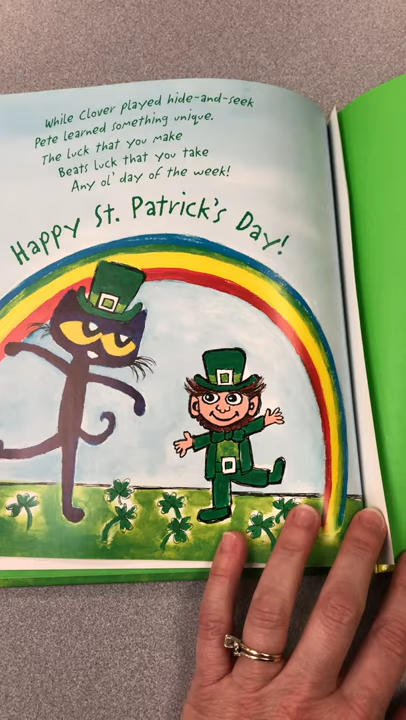 While Clover played hide-and-seek
Pete learned something unique.
The luck that you make
Beats luck that you take
Any ol' day of the week!
Happy St. Patrick's Day!